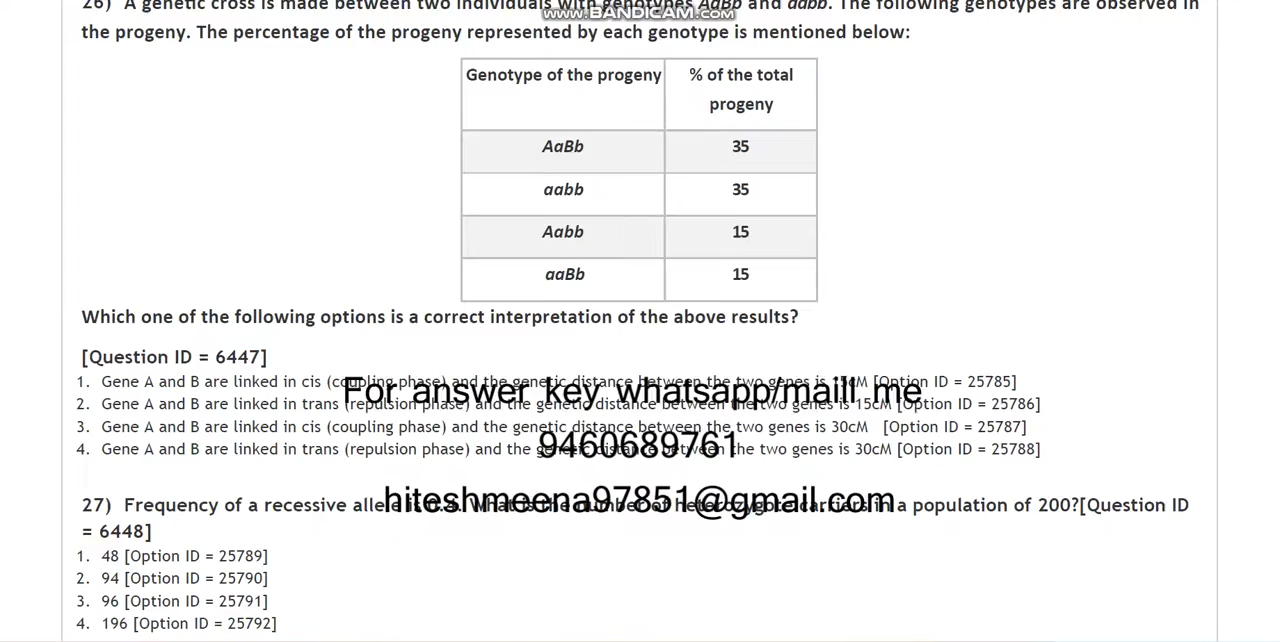 26) A genetic cross is made between two individuals with genotypes AaBb and aabb. The following genotypes are observed in
www.BANDICAM.com
the progeny. The percentage of the progeny represented by each genotype is mentioned below:
Genotype of the progeny % of the total progeny
AaBb 35
aabb 35
Aabb 15
aaBb 15
Which one of the following options is a correct interpretation of the above results?
[Question ID = 6447]
1. Gene A and B are linked in cis (coupling phase) and the genetic distance between the two genes is 15cM [Option ID = 25785]
For answer key whatsapp/maill me
2. Gene A and B are linked in trans (repulsion phase) and the genetic distance between the two genes is 15cM [Option ID = 25786]
3. Gene A and B are linked in cis (coupling phase) and the genetic distance between the two genes is 30cM [Option ID = 25787]
9460689761
4. Gene A and B are linked in trans (repulsion phase) and the genetic distance between the two genes is 30cM [Option ID = 25788]
hiteshmeena97851@gmail.com
27) Frequency of a recessive allele is What is the number of heterozygote carriers in a population of 200?[Question ID
= 6448]
1. 48 [Option ID = 25789]
2. 94 [Option ID = 25790]
3. 96 [Option ID = 25791]
4. 196 [Option ID = 25792]